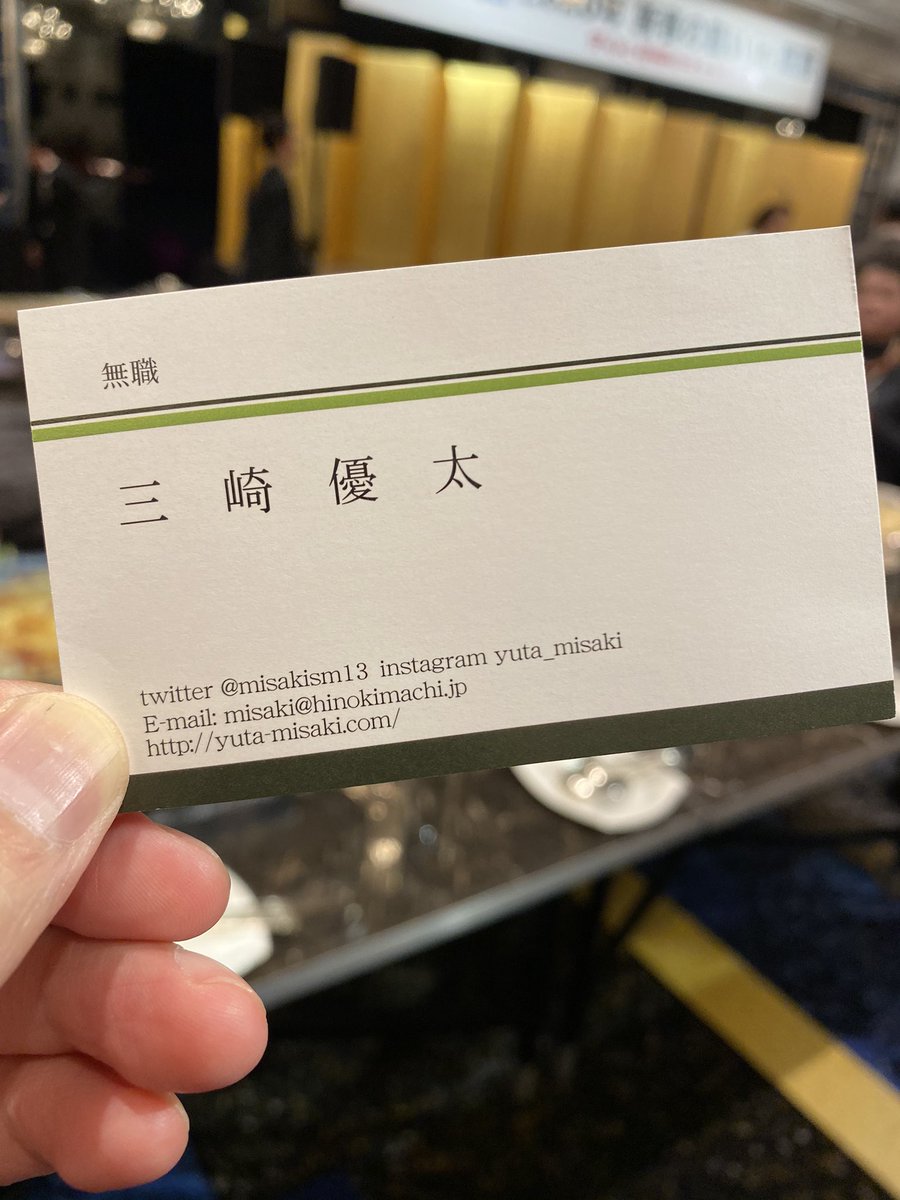 無職
三崎優太
twitter @misakism13 instagram yuta_misaki
E-mail: misaki@hinokimachi.jp
http://yuta-misaki.com/